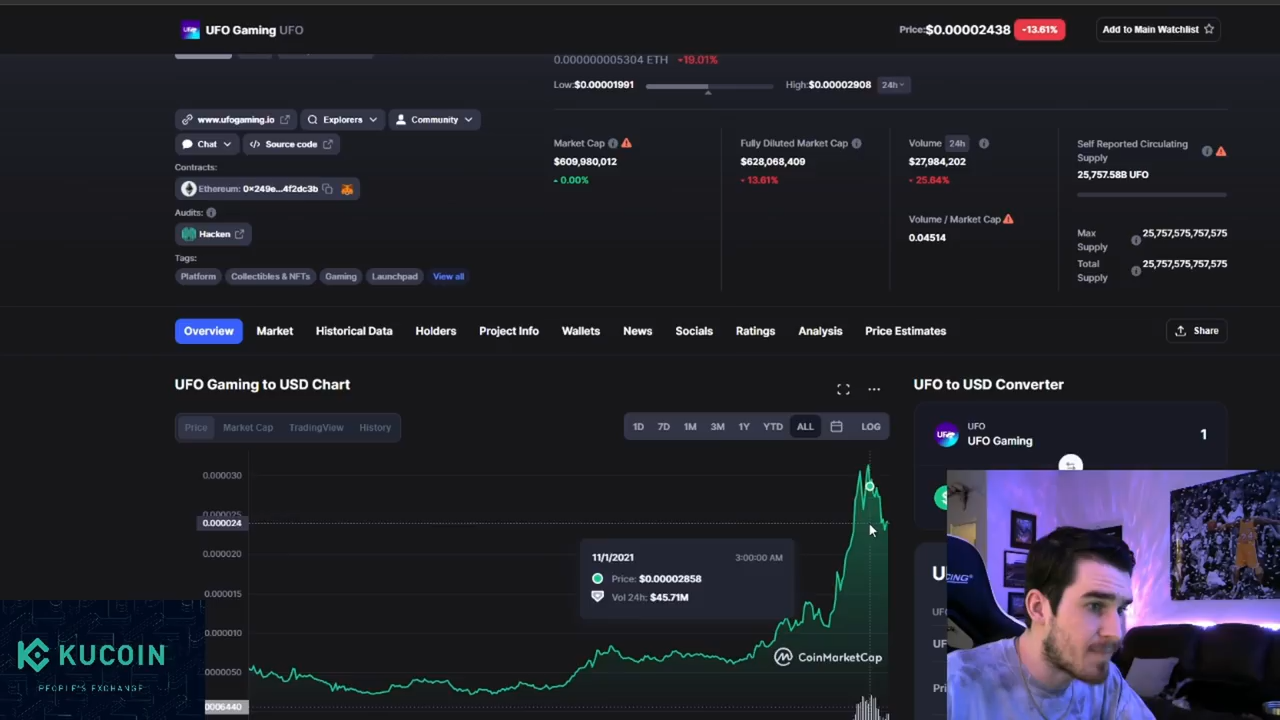 UFO Gaming UFO
Price: $0.00002438 -13.61%
Add to Main Watchlist
0.000000005304 ETH -19.01%
Low: $0.00001991
High: $0.00002908
24h
www.ufogaming.io
Explorers
Community
Chat
Source code
Contracts:
Ethereum: 0x249e...4f2dc3b
Audits:
Hacken
Tags:
Platform
Collectibles & NFTs
Gaming
Launchpad
View all
Market Cap
$609,980,012
0.00%
Fully Diluted Market Cap
$628,068,409
13.61%
Volume 24h
$27,984,202
25.64%
Volume / Market Cap
0.04514
Self Reported Circulating
Supply
25,757.58B UFO
Max
Supply
25,757,575,757,575
Total
Supply
25,757,575,757,575
Overview
Market
Historical Data
Holders
Project Info
Wallets
News
Socials
Ratings
Analysis
Price Estimates
Share
UFO Gaming to USD Chart
Price
Market Cap
TradingView
History
1D
7D
1M
3M
1Y
YTD
ALL
LOG
0.000030
0.000025
0.000024
0.000020
0.000015
0.000010
0.0000050
0006440
11/1/2021
3:00:00 AM
Price: $0.00002858
Vol 24h: $45.71M
CoinMarketCap
UFO to USD Converter
UFO
UFO Gaming
1
KUCOIN
PEOPLE'S EXCHANGE